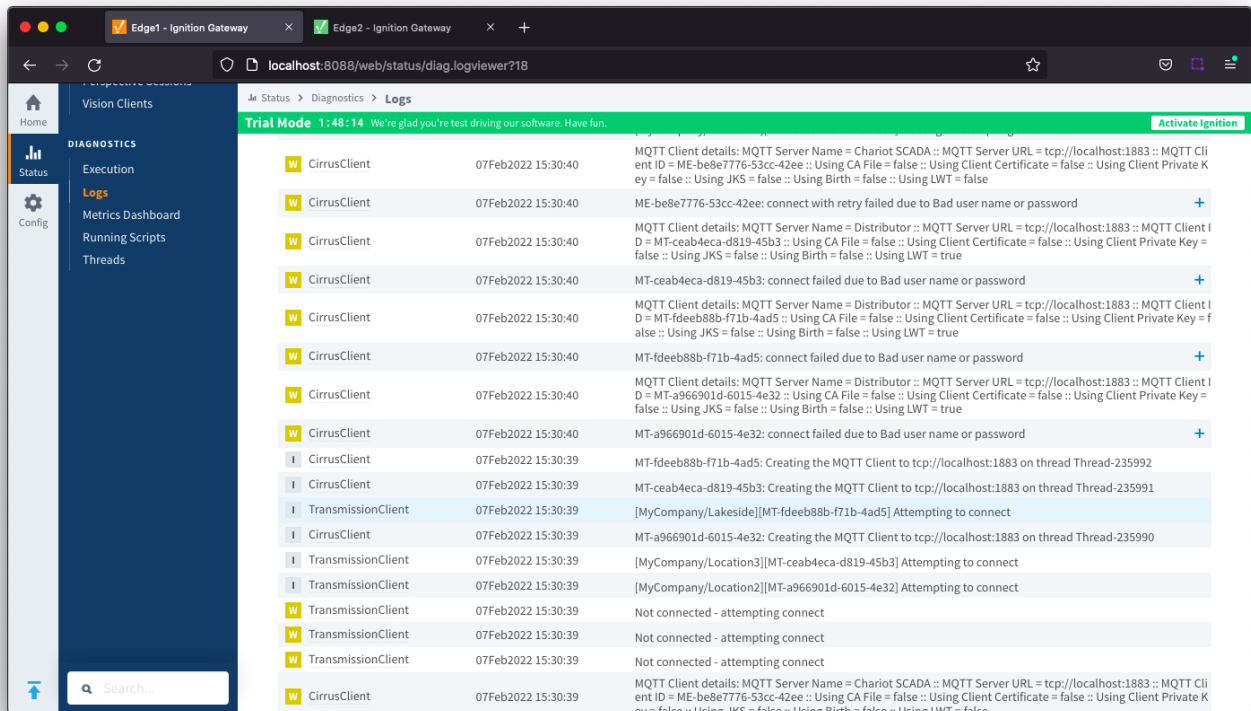 Edge1 - Ignition Gateway
Edge2 - Ignition Gateway
localhost:8088/web/status/diag.logviewer?18
Home
Status
Config
Perspective Sessions
Vision Clients
DIAGNOSTICS
Execution
Logs
Metrics Dashboard
Running Scripts
Threads
Search...
Status > Diagnostics > Logs
Trial Mode 1:48:14 We're glad you're test driving our software. Have fun.
Activate Ignition
W CirrusClient 07Feb2022 15:30:40 MQTT Client details: MQTT Server Name = Chariot SCADA :: MQTT Server URL = tcp://localhost:1883 :: MQTT Cli
ent ID = ME-be8e7776-53cc-42ee :: Using CA File = false :: Using Client Certificate = false :: Using Client Private K
ey = false :: Using JKS = false :: Using Birth = false :: Using LWT = false
W CirrusClient 07Feb2022 15:30:40 ME-be8e7776-53cc-42ee: connect with retry failed due to Bad user name or password +
W CirrusClient 07Feb2022 15:30:40 MQTT Client details: MQTT Server Name = Distributor :: MQTT Server URL = tcp://localhost:1883 :: MQTT Client I
D = MT-ceab4eca-d819-45b3 :: Using CA File = false :: Using Client Certificate = false :: Using Client Private Key =
false :: Using JKS = false :: Using Birth = false :: Using LWT = true
W CirrusClient 07Feb2022 15:30:40 MT-ceab4eca-d819-45b3: connect failed due to Bad user name or password +
W CirrusClient 07Feb2022 15:30:40 MQTT Client details: MQTT Server Name = Distributor :: MQTT Server URL = tcp://localhost:1883 :: MQTT Client I
D = MT-fdeeb88b-f71b-4ad5 :: Using CA File = false :: Using Client Certificate = false :: Using Client Private Key = f
alse :: Using JKS = false :: Using Birth = false :: Using LWT = true
W CirrusClient 07Feb2022 15:30:40 MT-fdeeb88b-f71b-4ad5: connect failed due to Bad user name or password +
W CirrusClient 07Feb2022 15:30:40 MQTT Client details: MQTT Server Name = Distributor :: MQTT Server URL = tcp://localhost:1883 :: MQTT Client I
D = MT-a966901d-6015-4e32 :: Using CA File = false :: Using Client Certificate = false :: Using Client Private Key =
false :: Using JKS = false :: Using Birth = false :: Using LWT = true
W CirrusClient 07Feb2022 15:30:40 MT-a966901d-6015-4e32: connect failed due to Bad user name or password +
I CirrusClient 07Feb2022 15:30:39 MT-fdeeb88b-f71b-4ad5: Creating the MQTT Client to tcp://localhost:1883 on thread Thread-235992
I CirrusClient 07Feb2022 15:30:39 MT-ceab4eca-d819-45b3: Creating the MQTT Client to tcp://localhost:1883 on thread Thread-235991
I TransmissionClient 07Feb2022 15:30:39 [MyCompany/Lakeside][MT-fdeeb88b-f71b-4ad5] Attempting to connect
I CirrusClient 07Feb2022 15:30:39 MT-a966901d-6015-4e32: Creating the MQTT Client to tcp://localhost:1883 on thread Thread-235990
I TransmissionClient 07Feb2022 15:30:39 [MyCompany/Location3][MT-ceab4eca-d819-45b3] Attempting to connect
I TransmissionClient 07Feb2022 15:30:39 [MyCompany/Location2][MT-a966901d-6015-4e32] Attempting to connect
W TransmissionClient 07Feb2022 15:30:39 Not connected - attempting connect
W TransmissionClient 07Feb2022 15:30:39 Not connected - attempting connect
W TransmissionClient 07Feb2022 15:30:39 Not connected - attempting connect
W CirrusClient 07Feb2022 15:30:39 MQTT Client details: MQTT Server Name = Chariot SCADA :: MQTT Server URL = tcp://localhost:1883 :: MQTT Cli
ent ID = ME-be8e7776-53cc-42ee :: Using CA File = false :: Using Client Certificate = false :: Using Client Private K